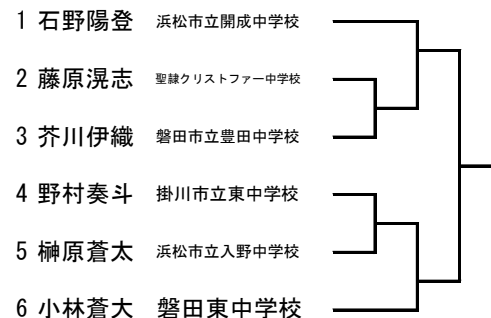 1 石野陽登 浜松市立開成中学校
2 藤原滉志 聖隷クリストファー中学校
3 芥川伊織 磐田市立豊田中学校
4 野村奏斗 掛川市立東中学校
5 榊原蒼太 浜松市立入野中学校
6 小林蒼大 磐田東中学校